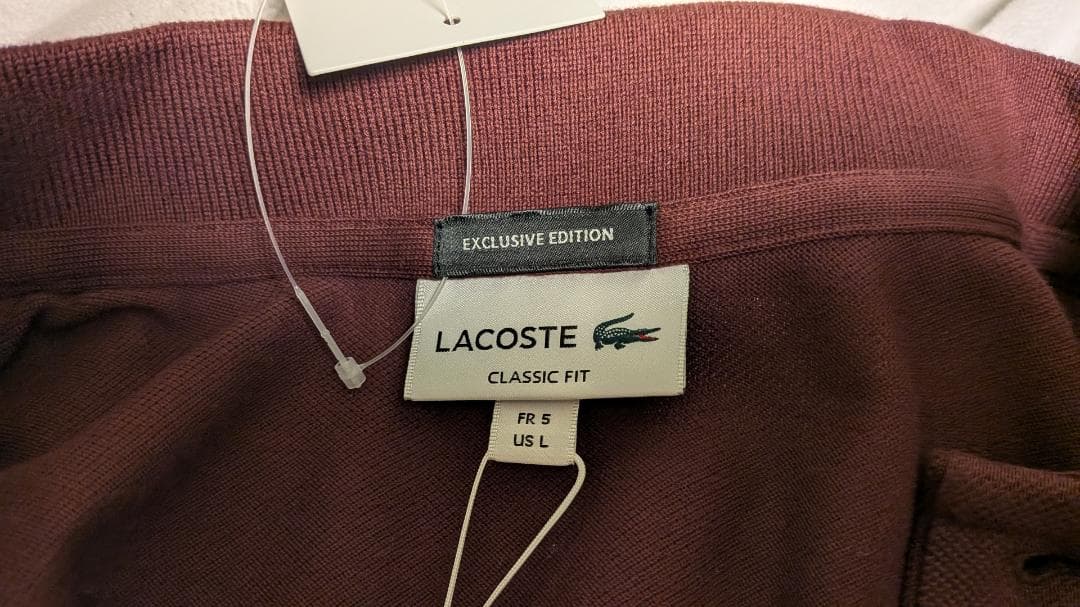 EXCLUSIVE EDITION
LACOSTE
CLASSIC FIT
FR 5
US L